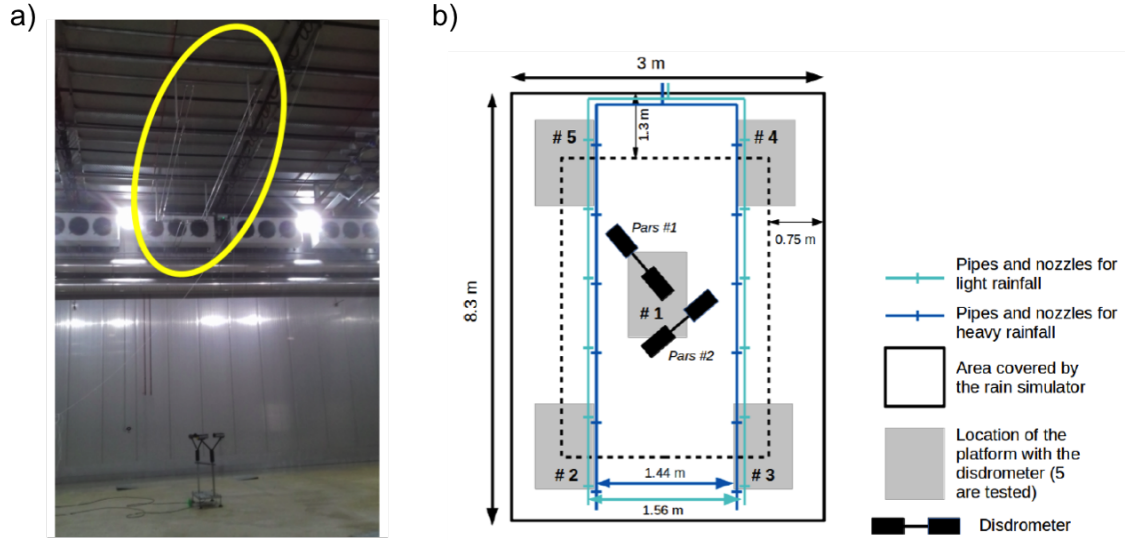 a)
b)
3 m
1.3 m
# 5
# 4
Pars #1
0.75 m
8.3 m
# 1
Pars #2
# 2
# 3
1.44 m
1.56 m
Pipes and nozzles for
light rainfall
Pipes and nozzles for
heavy rainfall
Area covered by
the rain simulator
Location of the
platform with the
disdrometer (5
are tested)
Disdrometer